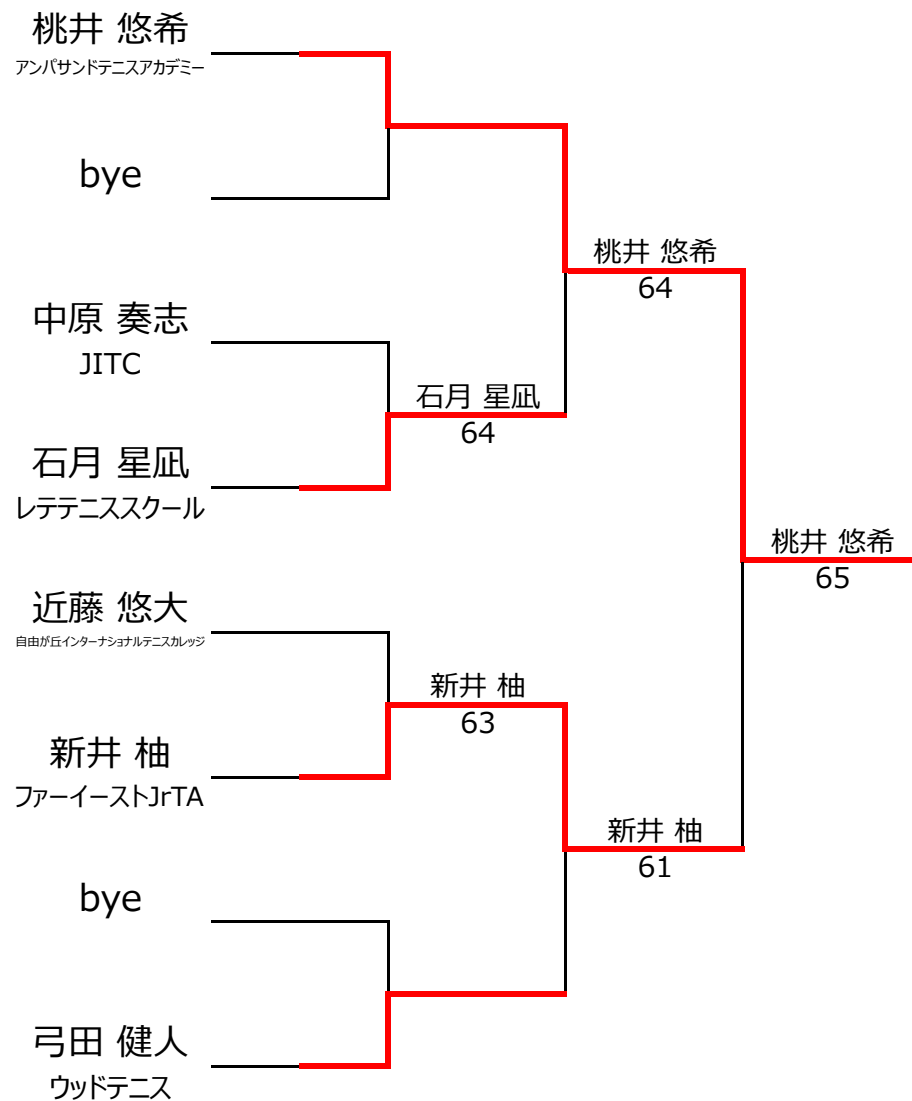 桃井 悠希
アンパサンドテニスアカデミー
bye
桃井 悠希
64
中原 奏志
JITC
石月 星凪
64
石月 星凪
レテテニススクール
桃井 悠希
65
近藤 悠大
自由が丘インターナショナルテニスカレッジ
新井 柚
63
新井 柚
ファーイーストJrTA
新井 柚
61
bye
弓田 健人
ウッドテニス